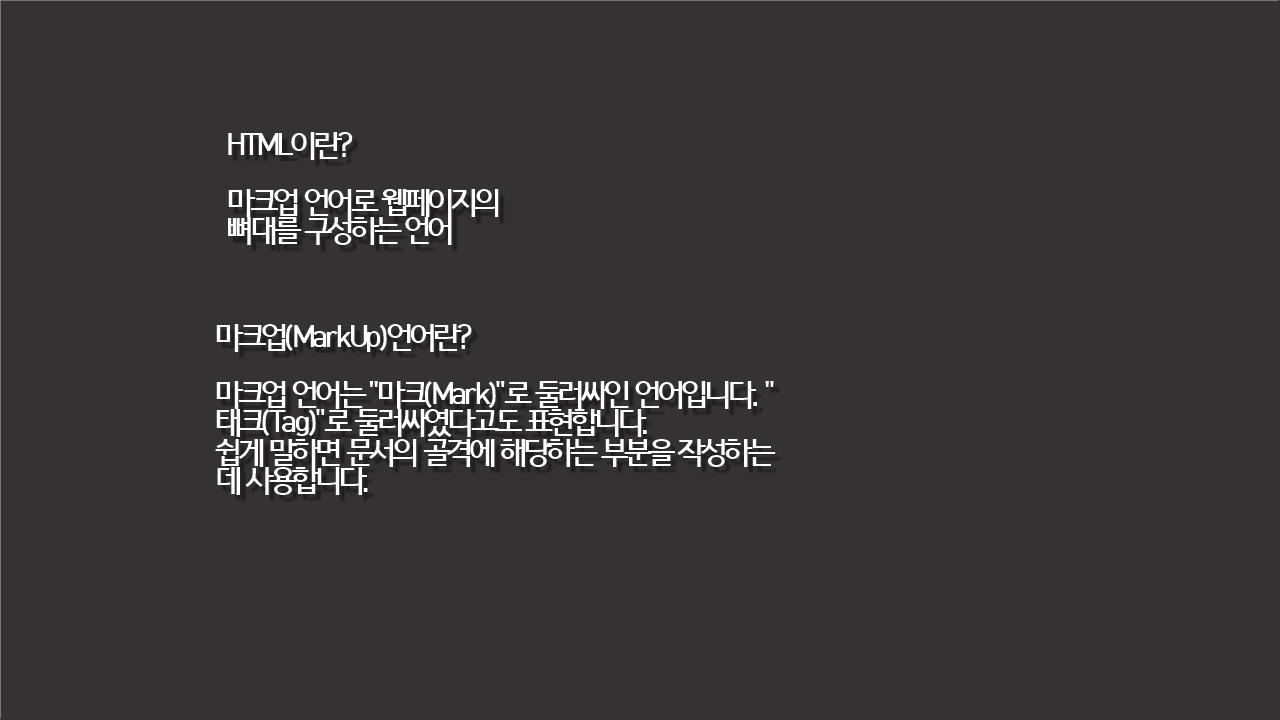 HTML이란?
마크업 언어로 웹페이지의
뼈대를 구성하는 언어
마크업(MarkUp)언어란?
마크업 언어는 "마크(Mark)"로 둘러싸인 언어입니다. "
태크(Tag)"로 둘러싸였다고도 표현합니다.
쉽게 말하면 문서의 골격에 해당하는 부분을 작성하는
데 사용합니다.